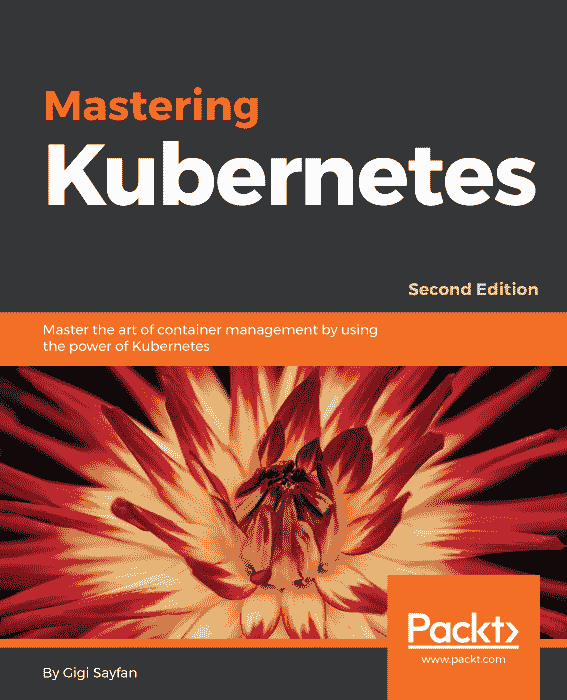 Mastering
Kubernetes
Second Edition
Master the art of container management by using
the power of Kubernetes
Packt>
www.packt.com
By Gigi Sayfan